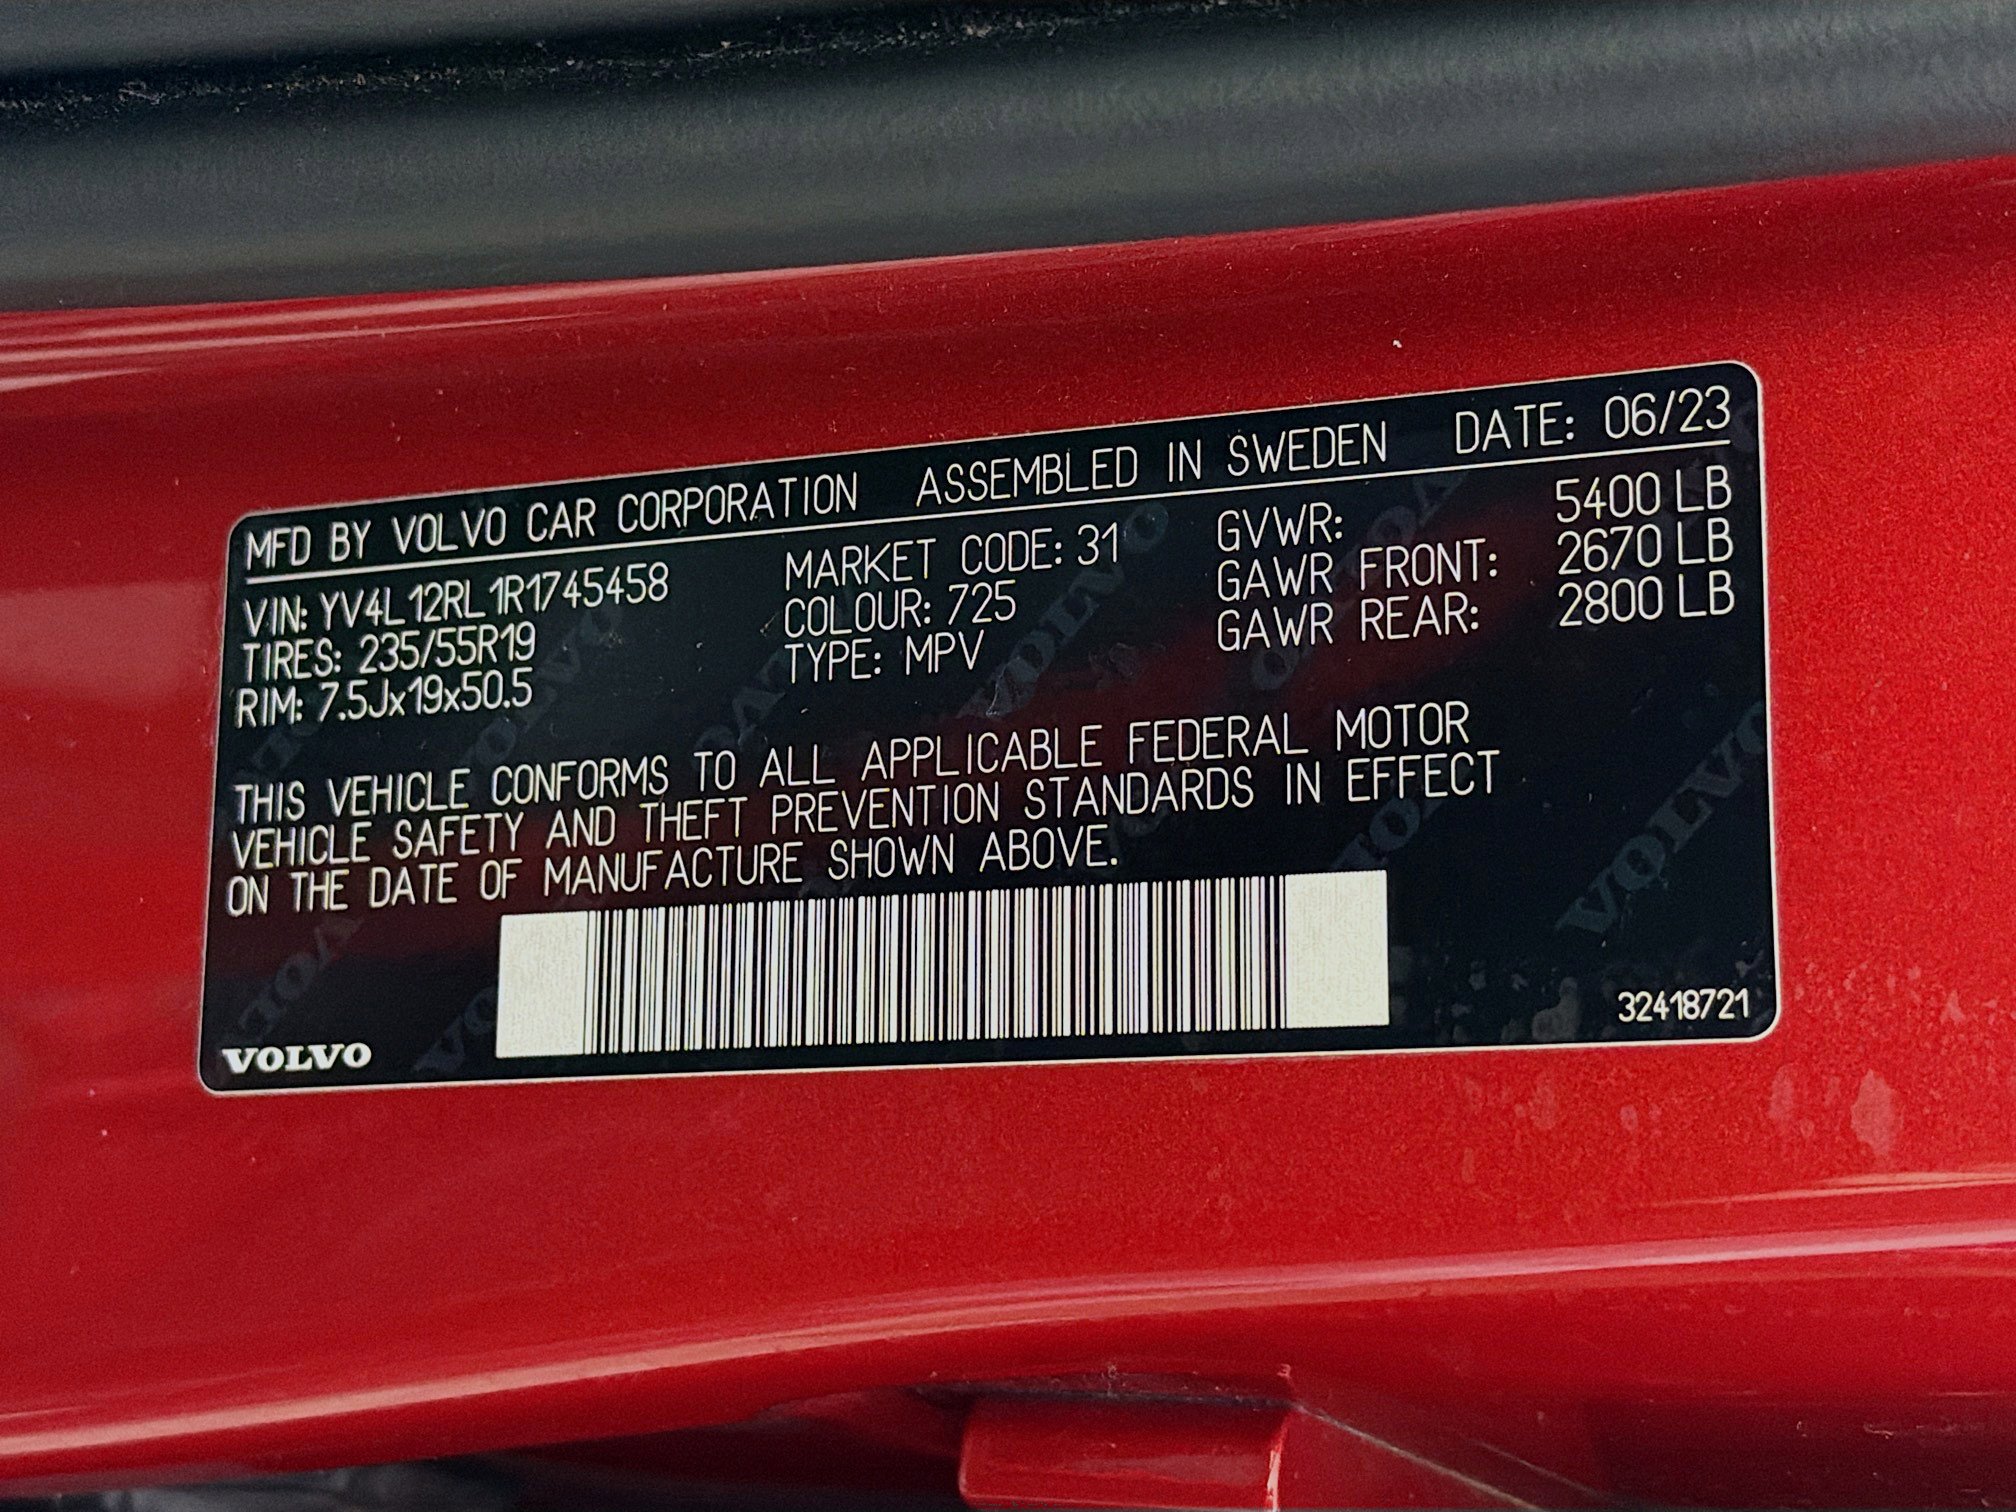 MFD BY VOLVO CAR CORPORATION ASSEMBLED IN SWEDEN DATE: 06/23
VIN: YV4L12RL1R1745458
TIRES: 235/55R19
RIM: 7.5Jx19x50.5
MARKET CODE: 31
COLOUR: 725
TYPE: MPV
GVWR: 5400 LB
GAWR FRONT: 2670 LB
GAWR REAR: 2800 LB
THIS VEHICLE CONFORMS TO ALL APPLICABLE FEDERAL MOTOR
VEHICLE SAFETY AND THEFT PREVENTION STANDARDS IN EFFECT
ON THE DATE OF MANUFACTURE SHOWN ABOVE.
VOLVO
32418721